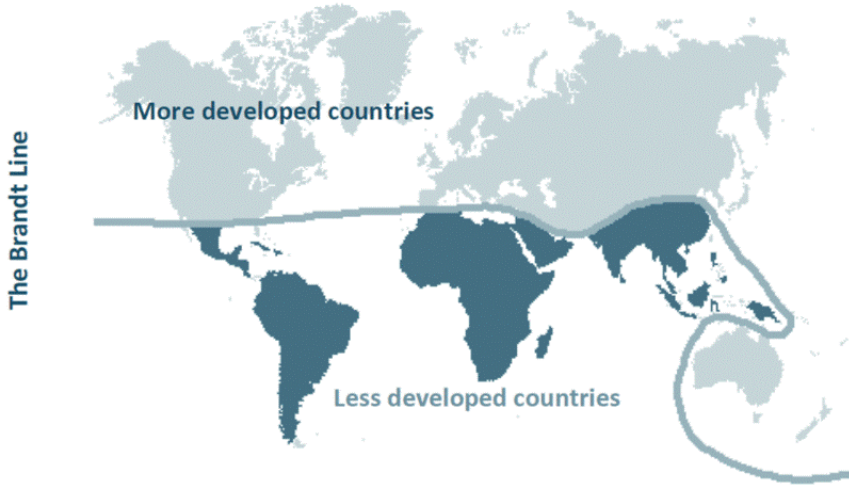 The Brandt Line
More developed countries
Less developed countries